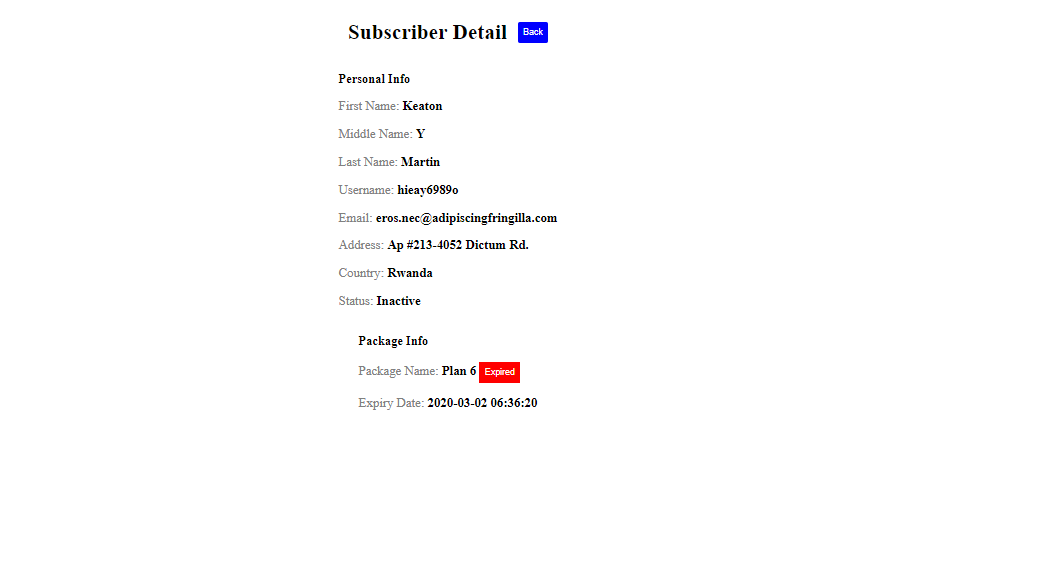 Subscriber Detail Back
Personal Info
First Name: Keaton
Middle Name: Y
Last Name: Martin
Username: hieay6989o
Email: eros.nec@adipiscingfringilla.com
Address: Ap #213-4052 Dictum Rd.
Country: Rwanda
Status: Inactive
Package Info
Package Name: Plan 6 Expired
Expiry Date: 2020-03-02 06:36:20